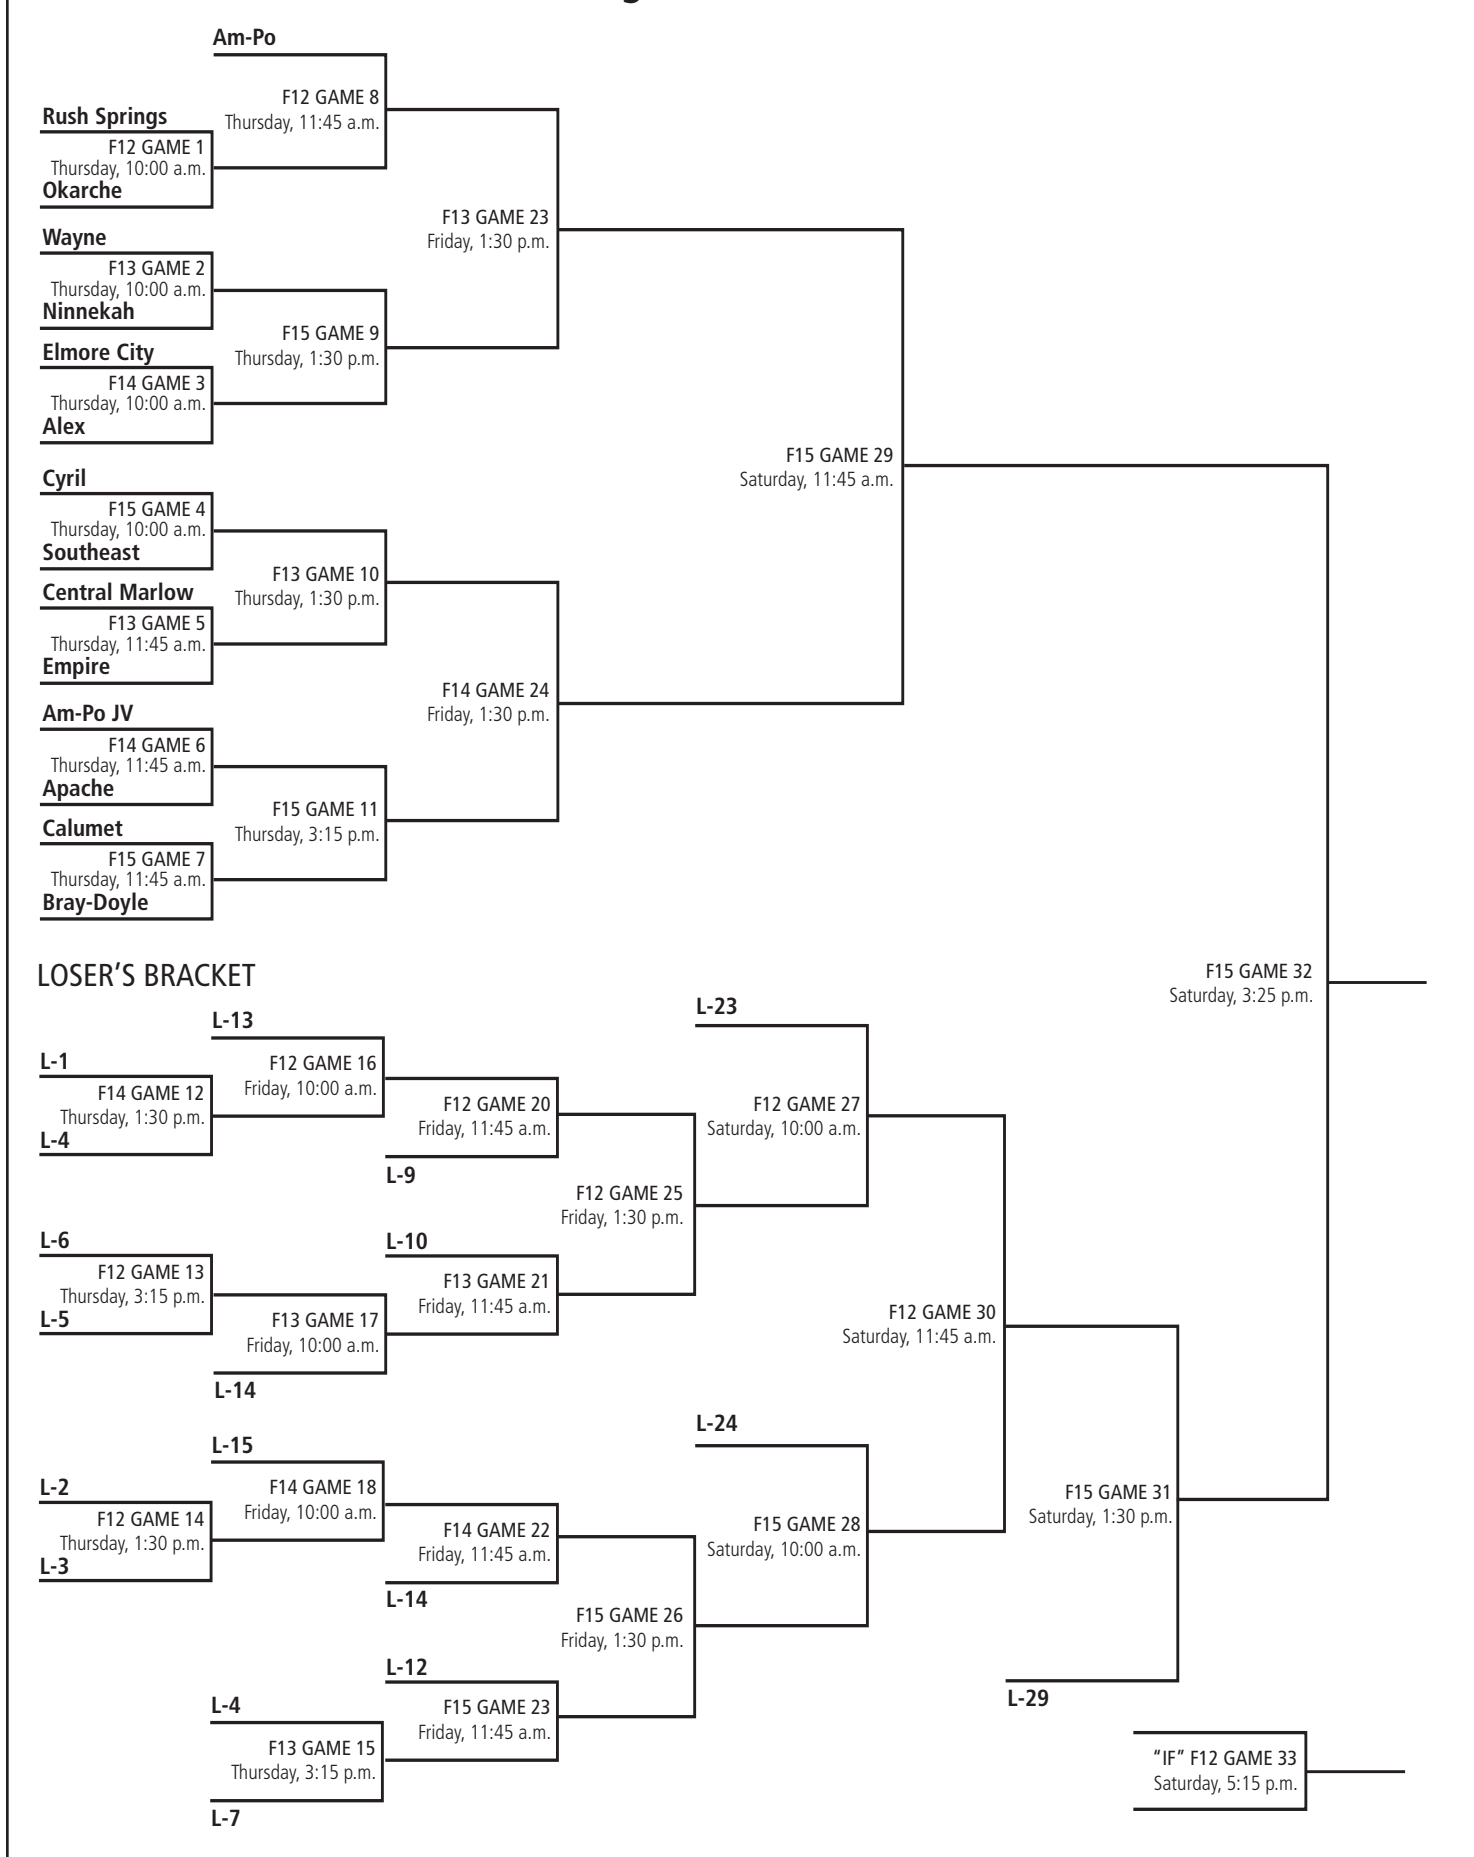 Am-Po
F12 GAME 8
Thursday, 11:45 a.m.
Rush Springs
F12 GAME 1
Thursday, 10:00 a.m.
Okarche
F13 GAME 23
Friday, 1:30 p.m.
Wayne
F13 GAME 2
Thursday, 10:00 a.m.
Ninnekah
F15 GAME 9
Thursday, 1:30 p.m.
Elmore City
F14 GAME 3
Thursday, 10:00 a.m.
Alex
F15 GAME 29
Saturday, 11:45 a.m.
Cyril
F15 GAME 4
Thursday, 10:00 a.m.
Southeast
F13 GAME 10
Thursday, 1:30 p.m.
Central Marlow
F13 GAME 5
Thursday, 11:45 a.m.
Empire
F14 GAME 24
Friday, 1:30 p.m.
Am-Po JV
F14 GAME 6
Thursday, 11:45 a.m.
Apache
F15 GAME 11
Thursday, 3:15 p.m.
Calumet
F15 GAME 7
Thursday, 11:45 a.m.
Bray-Doyle
F15 GAME 32
Saturday, 3:25 p.m.
LOSER'S BRACKET
L-13
F12 GAME 16
Friday, 10:00 a.m.
L-1
F14 GAME 12
Thursday, 1:30 p.m.
L-4
F12 GAME 20
Friday, 11:45 a.m.
L-9
L-23
F12 GAME 27
Saturday, 10:00 a.m.
F12 GAME 25
Friday, 1:30 p.m.
L-6
F12 GAME 13
Thursday, 3:15 p.m.
L-5
L-10
F13 GAME 21
Friday, 11:45 a.m.
F13 GAME 17
Friday, 10:00 a.m.
L-14
F12 GAME 30
Saturday, 11:45 a.m.
L-15
F14 GAME 18
Friday, 10:00 a.m.
L-2
F12 GAME 14
Thursday, 1:30 p.m.
L-3
F14 GAME 22
Friday, 11:45 a.m.
L-14
L-24
F15 GAME 28
Saturday, 10:00 a.m.
F15 GAME 31
Saturday, 1:30 p.m.
F15 GAME 26
Friday, 1:30 p.m.
L-12
F15 GAME 23
Friday, 11:45 a.m.
L-4
F13 GAME 15
Thursday, 3:15 p.m.
L-7
L-29
"IF" F12 GAME 33
Saturday, 5:15 p.m.